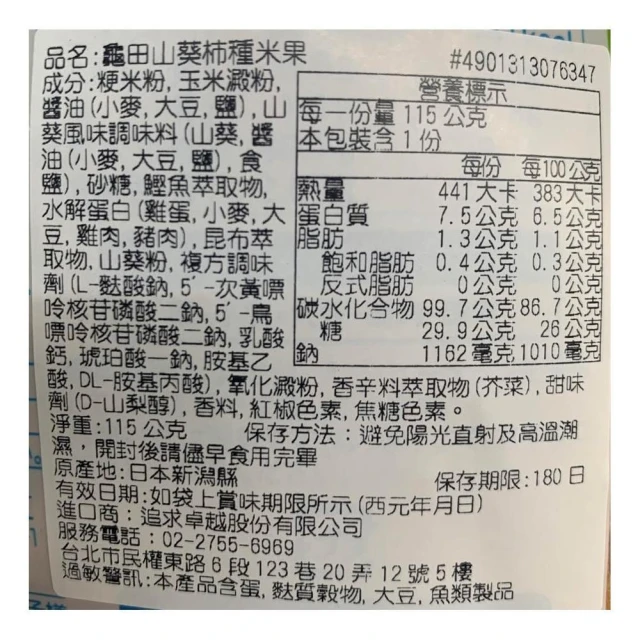 品名:龜田山葵柿種米果
#4901313076347
成分:粳米粉, 玉米澱粉,
醬油(小麥, 大豆, 鹽), 山
葵風味調味料(山葵, 醬
油(小麥, 大豆, 鹽), 食
鹽), 砂糖, 鰹魚萃取物,
水解蛋白(雞蛋, 小麥, 大
豆, 雞肉, 豬肉), 昆布萃
取物, 山葵粉, 複方調味
劑(L-麩酸鈉, 5′-次黃嘌
呤核苷磷酸二鈉, 5′-鳥
嘌呤核苷磷酸二鈉, 乳酸
鈣, 琥珀酸一鈉, 胺基乙
酸, DL-胺基丙酸), 氧化澱粉, 香辛料萃取物(芥菜), 甜味
劑(D-山梨醇), 香料, 紅椒色素, 焦糖色素。
營養標示
每一份量 115 公克
本包裝含 1 份
每份 每100公克
熱量 441 大卡 383 大卡
蛋白質 7.5 公克 6.5 公克
脂肪 1.3 公克 1.1 公克
飽和脂肪 0.4 公克 0.3 公克
反式脂肪 0 公克 0 公克
碳水化合物 99.7 公克 86.7 公克
糖 29.9 公克 26 公克
鈉 1162 毫克 1010 毫克
淨重:115 公克 保存方法：避免陽光直射及高溫潮
濕，開封後請儘早食用完畢
原產地:日本新潟縣 保存期限:180 日
有效日期:如袋上賞味期限所示(西元年月日)
進口商：追求卓越股份有限公司
服務電話：02-2755-6969
台北市民權東路 6 段 123 巷 20 弄 12 號 5 樓
過敏警訊:本產品含蛋, 麩質穀物, 大豆, 魚類製品